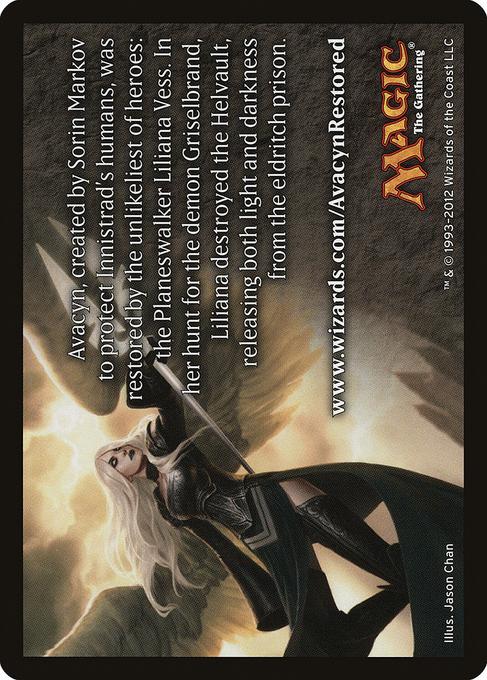 Avacyn, created by Sorin Markov
to protect Innistrad's humans, was
restored by the unlikeliest of heroes:
the Planeswalker Liliana Vess. In
her hunt for the demon Griselbrand,
Liliana destroyed the Helvault,
releasing both light and darkness
from the eldritch prison.
www.wizards.com/AvacynRestored
MAGIC
The Gathering®
™ & © 1993-2012 Wizards of the Coast LLC
Illus. Jason Chan